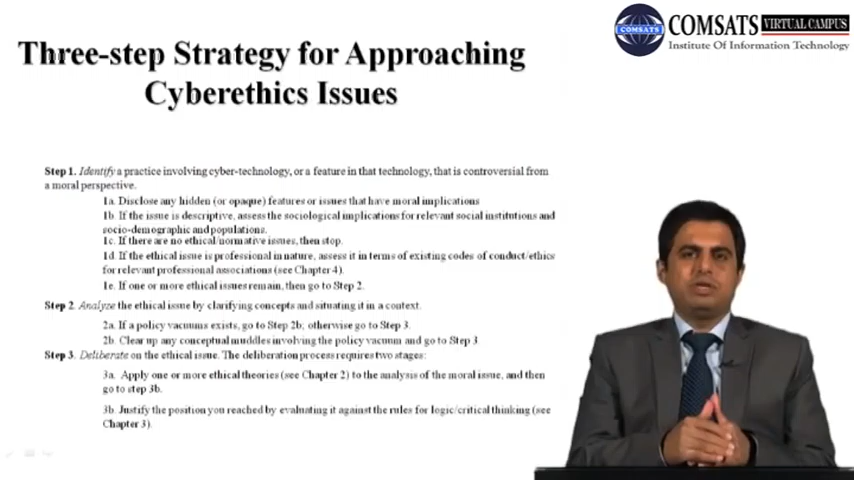 COMSATS
COMSATS VIRTUAL CAMPUS
Institute Of Information Technology
Three-step Strategy for Approaching
Cyberethics Issues
Step 1. Identify a practice involving cyber-technology, or a feature in that technology, that is controversial from
a moral perspective.
1a. Disclose any hidden (or opaque) features or issues that have moral implications
1b. If the issue is descriptive, assess the sociological implications for relevant social institutions and
socio-demographic and populations.
1c. If there are no ethical/normative issues, then stop.
1d. If the ethical issue is professional in nature, assess it in terms of existing codes of conduct/ethics
for relevant professional associations (see Chapter 4).
1e. If one or more ethical issues remain, then go to Step 2.
Step 2. Analyze the ethical issue by clarifying concepts and situating it in a context.
2a. If a policy vacuums exists, go to Step 2b; otherwise go to Step 3.
2b. Clear up any conceptual muddles involving the policy vacuum and go to Step 3.
Step 3. Deliberate on the ethical issue. The deliberation process requires two stages:
3a. Apply one or more ethical theories (see Chapter 2) to the analysis of the moral issue, and then
go to step 3b.
3b. Justify the position you reached by evaluating it against the rules for logic/critical thinking (see
Chapter 3).